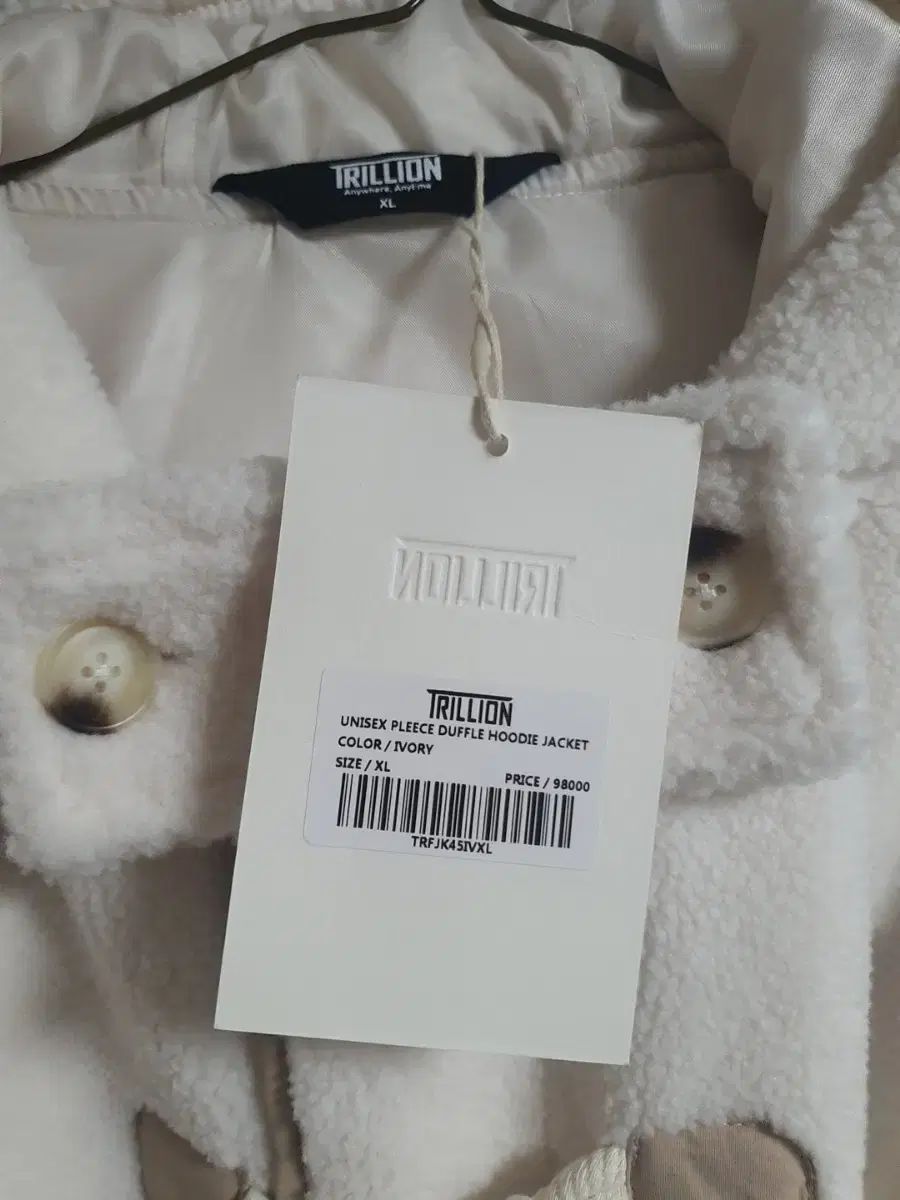 TRILLION
Anywhere, Anytime
XL
TRILLION
TRILLION
UNISEX PLEECE DUFFLE HOODIE JACKET
COLOR / IVORY
SIZE / XL
PRICE / 98000
TRFJK45IVXL